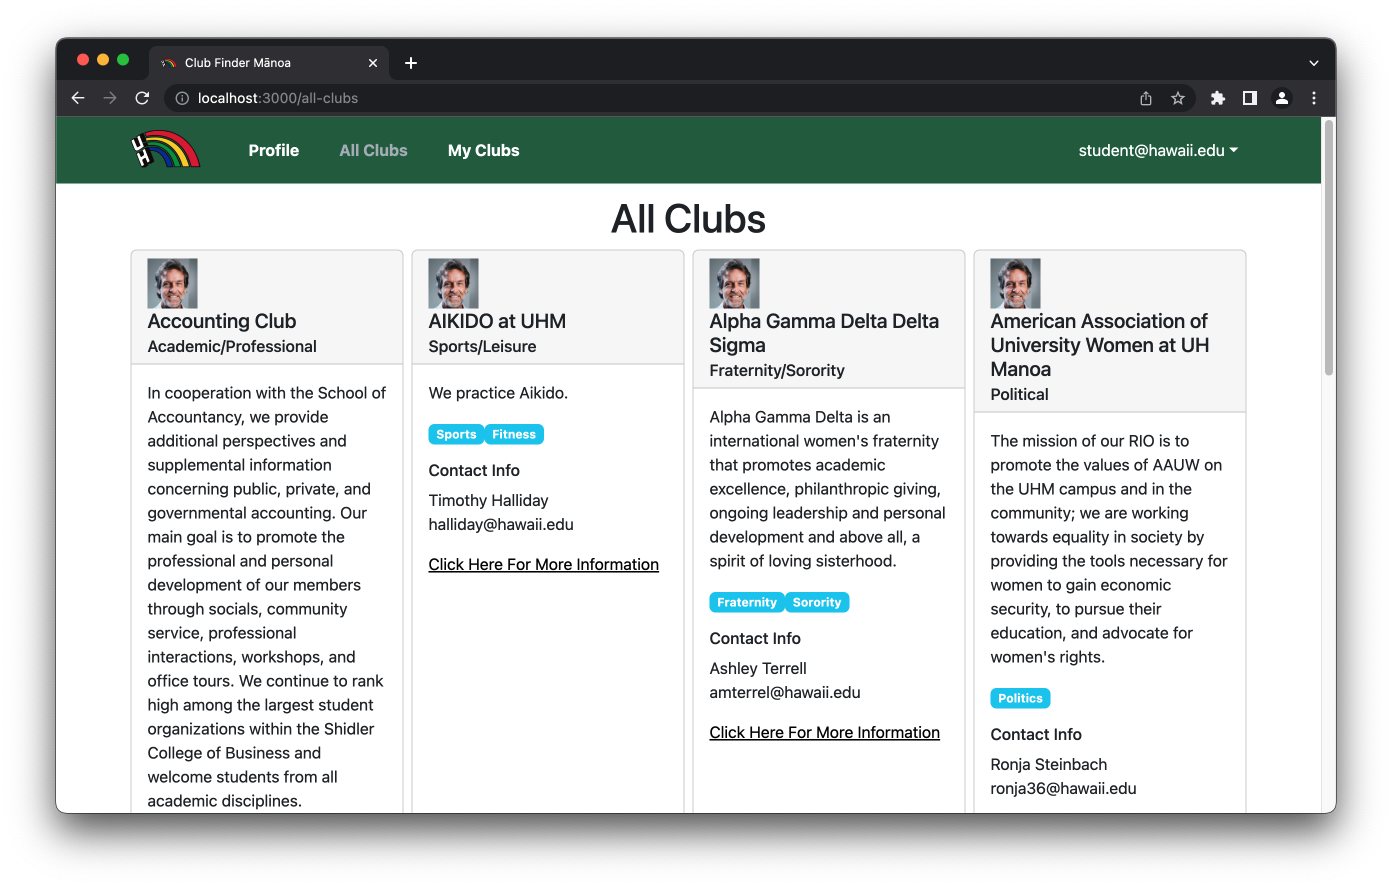 Club Finder Mānoa
localhost:3000/all-clubs
UH
Profile
All Clubs
My Clubs
student@hawaii.edu
All Clubs
Accounting Club
Academic/Professional
In cooperation with the School of
Accountancy, we provide
additional perspectives and
supplemental information
concerning public, private, and
governmental accounting. Our
main goal is to promote the
professional and personal
development of our members
through socials, community
service, professional
interactions, workshops, and
office tours. We continue to rank
high among the largest student
organizations within the Shidler
College of Business and
welcome students from all
academic disciplines.
AIKIDO at UHM
Sports/Leisure
We practice Aikido.
Sports
Fitness
Contact Info
Timothy Halliday
halliday@hawaii.edu
Click Here For More Information
Alpha Gamma Delta Delta
Sigma
Fraternity/Sorority
Alpha Gamma Delta is an
international women's fraternity
that promotes academic
excellence, philanthropic giving,
ongoing leadership and personal
development and above all, a
spirit of loving sisterhood.
Fraternity
Sorority
Contact Info
Ashley Terrell
amterrel@hawaii.edu
Click Here For More Information
American Association of
University Women at UH
Manoa
Political
The mission of our RIO is to
promote the values of AAUW on
the UHM campus and in the
community; we are working
towards equality in society by
providing the tools necessary for
women to gain economic
security, to pursue their
education, and advocate for
women's rights.
Politics
Contact Info
Ronja Steinbach
ronja36@hawaii.edu